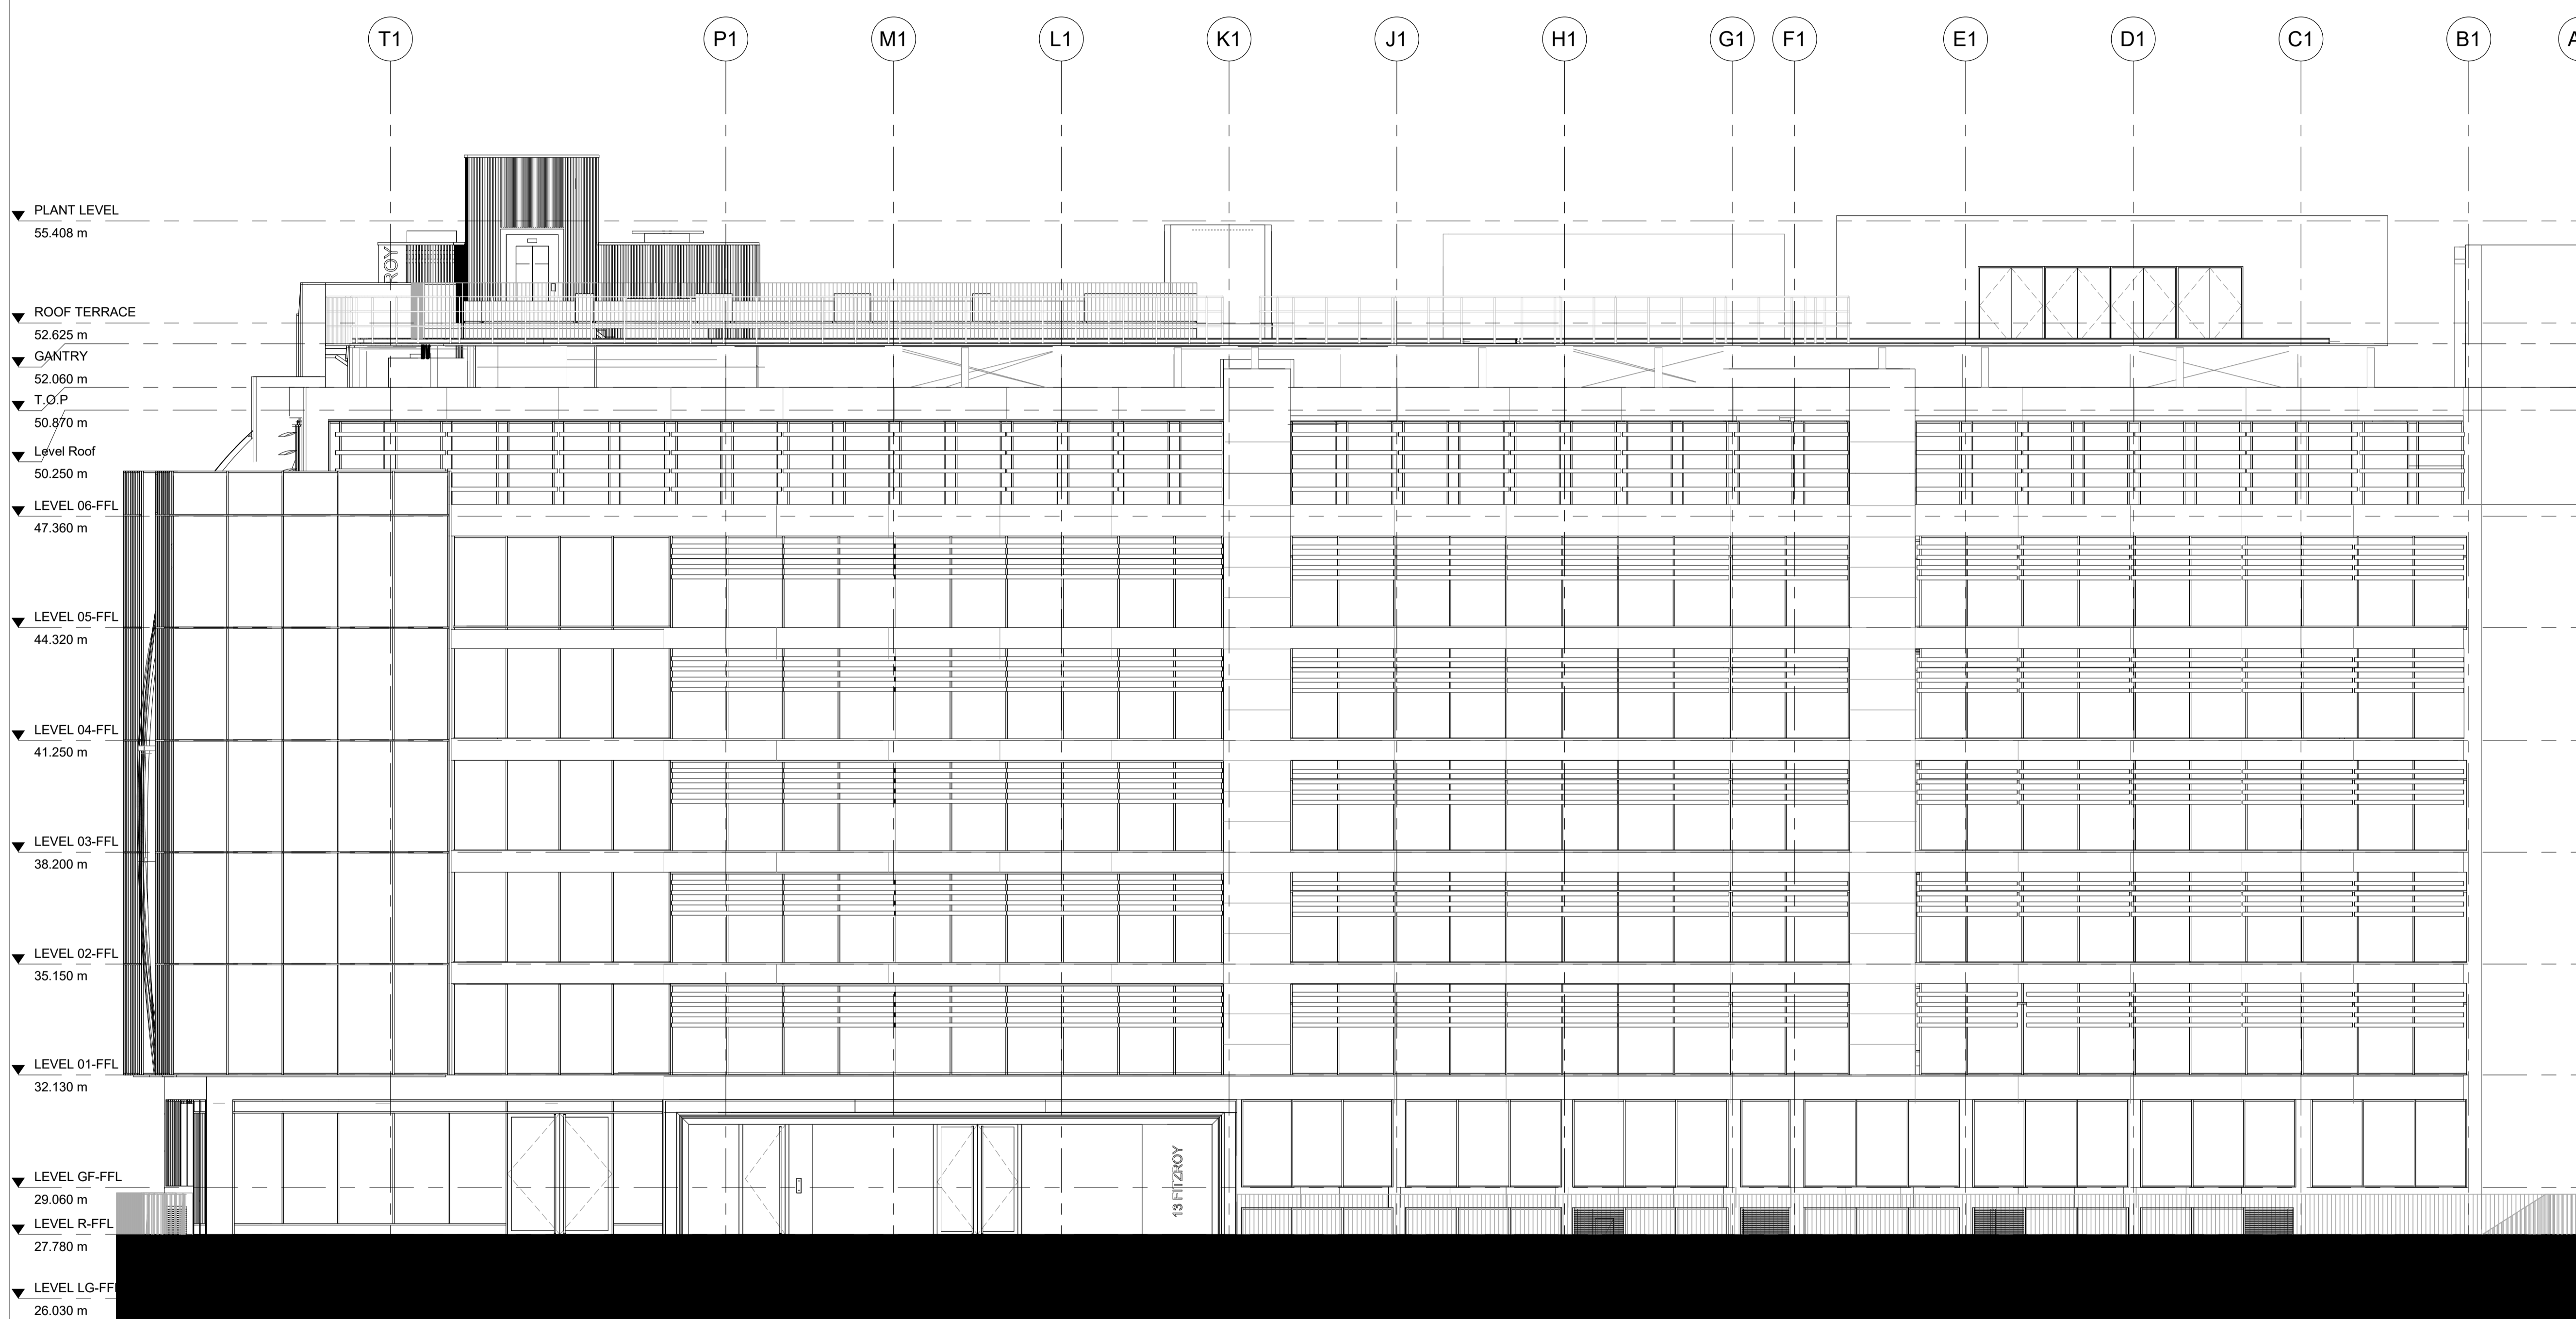 T1
P1
M1
L1
K1
J1
H1
G1
F1
E1
D1
C1
B1
PLANT LEVEL
55.408 m
ROY
ROOF TERRACE
52.625 m
GANTRY
52.060 m
T.O.P
50.870 m
Level Roof
50.250 m
LEVEL 06-FFL
47.360 m
LEVEL 05-FFL
44.320 m
LEVEL 04-FFL
41.250 m
LEVEL 03-FFL
38.200 m
LEVEL 02-FFL
35.150 m
LEVEL 01-FFL
32.130 m
13 FITZROY
LEVEL GF-FFL
29.060 m
LEVEL R-FFL
27.780 m
LEVEL LG-FF
26.030 m